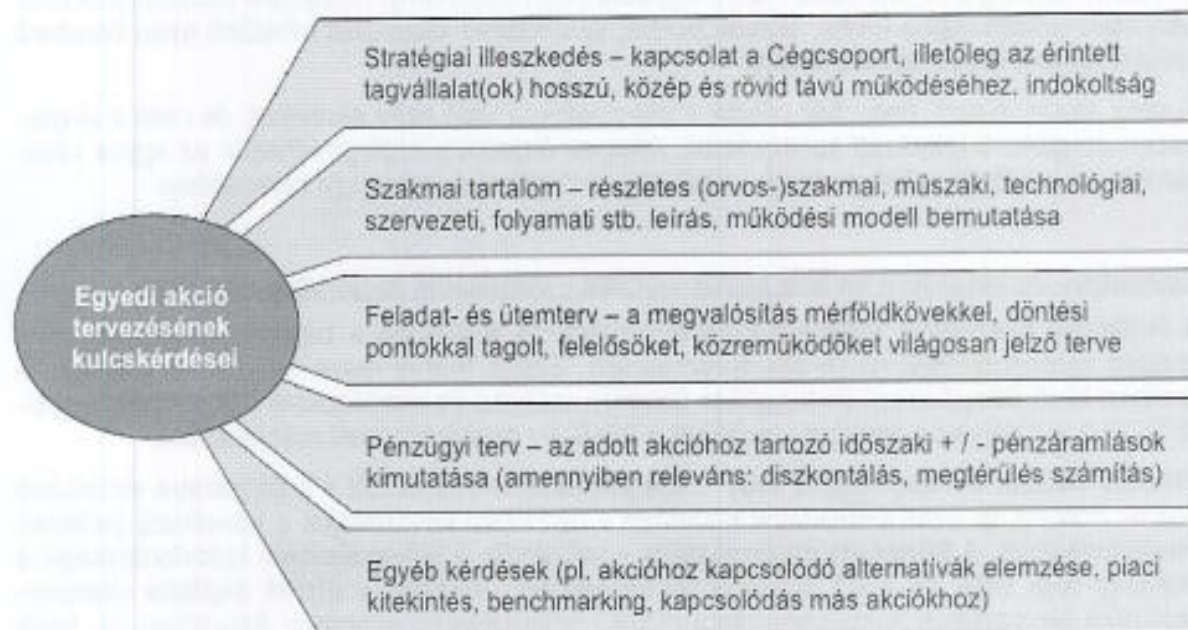 Stratégiai illeszkedés – kapcsolat a Cégcsoport, illetőleg az érintett
tagvállalat(ok) hosszú, közép és rövid távú működéséhez, indokoltság
Szakmai tartalom – részletes (orvos-)szakmai, műszaki, technológiai,
szervezeti, folyamati stb. leírás, működési modell bemutatása
Egyedi akció
tervezésének
kulcskérdései
Feladat- és ütemterv – a megvalósítás mérföldkövekkel, döntési
pontokkal tagolt, felelősöket, közreműködőket világosan jelző terve
Pénzügyi terv – az adott akcióhoz tartozó időszaki + / - pénzáramlások
kimutatása (amennyiben releváns: diszkontálás, megtérülés számítás)
Egyéb kérdések (pl. akcióhoz kapcsolódó alternatívák elemzése, piaci
kitekintés, benchmarking, kapcsolódás más akciókhoz)